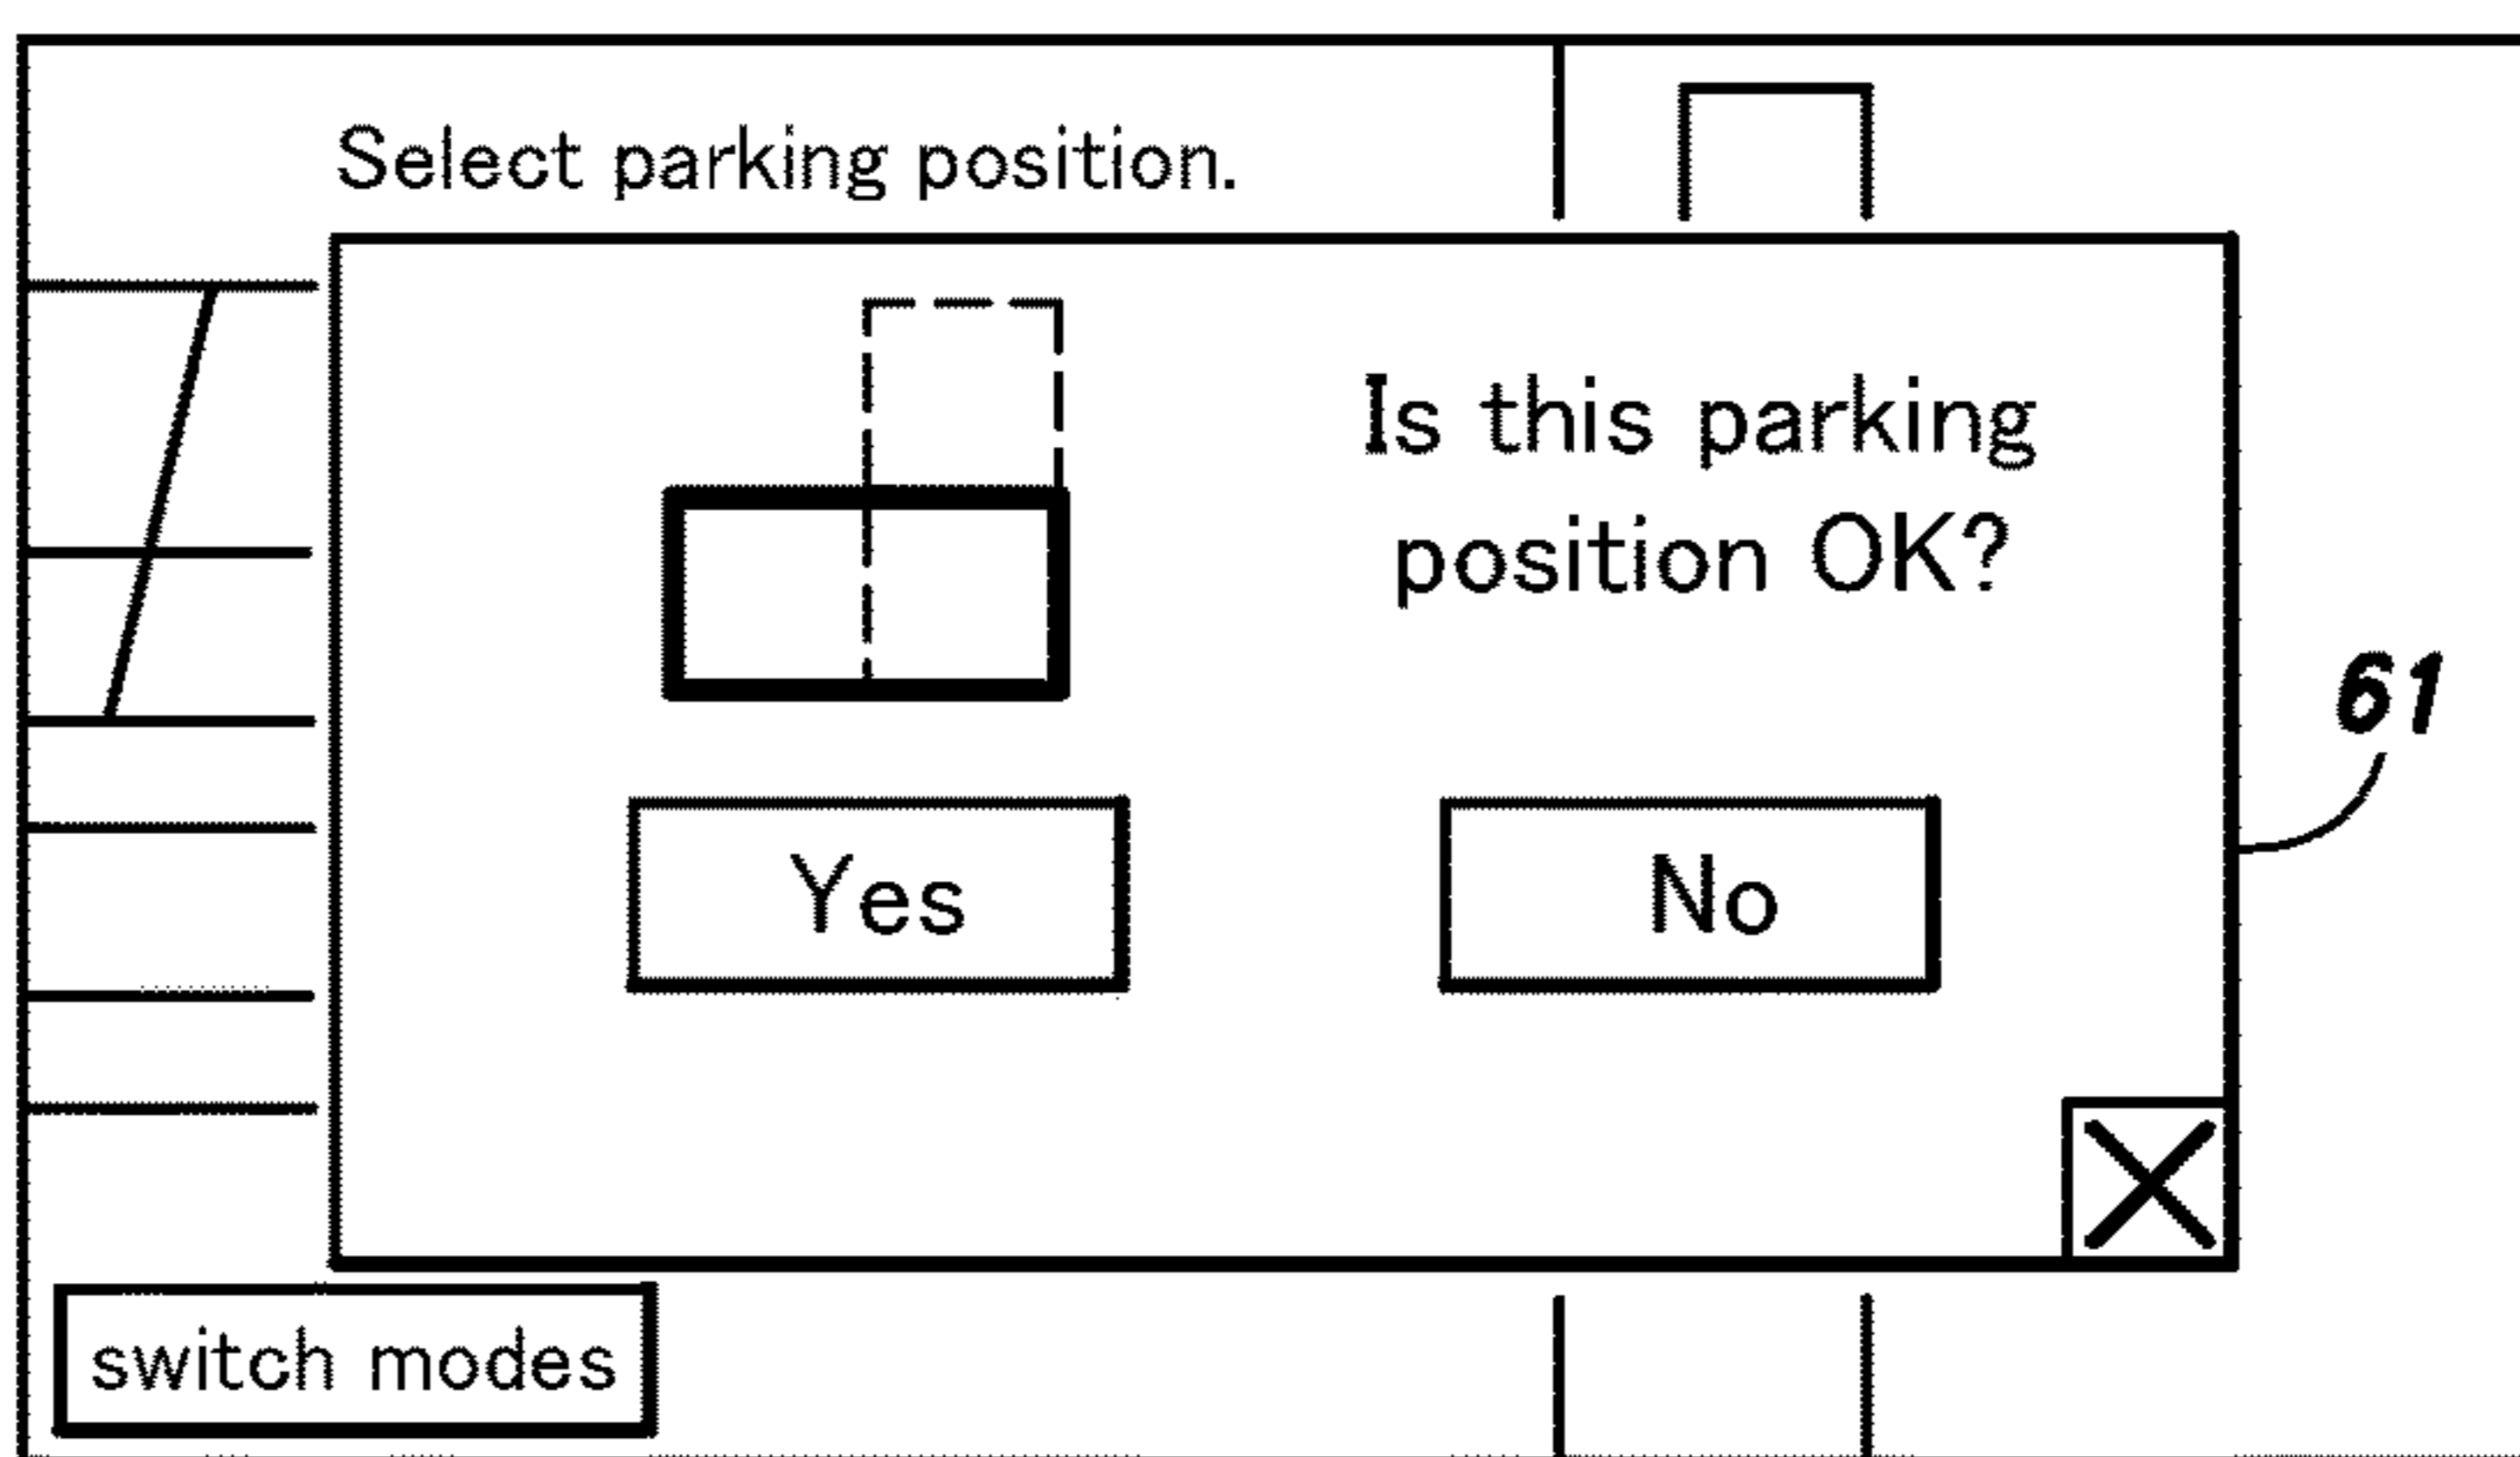 Select parking position.
Is this parking
position OK?
61
Yes
No
switch modes